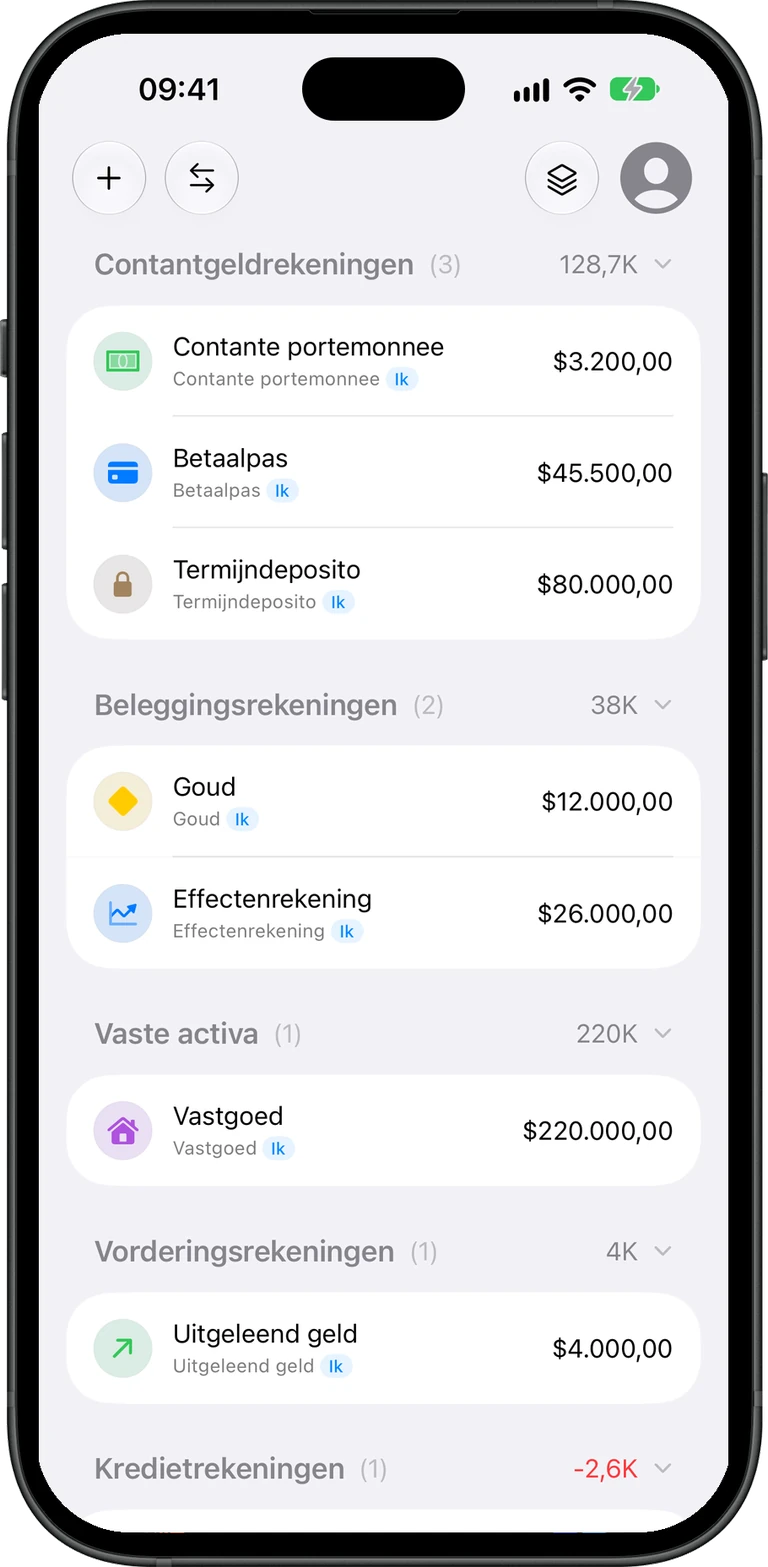 09:41
Contantgeldrekeningen (3) 128,7K
Contante portemonnee
Contante portemonnee Ik
$3.200,00
Betaalpas
Betaalpas Ik
$45.500,00
Termijndeposito
Termijndeposito Ik
$80.000,00
Beleggingsrekeningen (2) 38K
Goud
Goud Ik
$12.000,00
Effectenrekening
Effectenrekening Ik
$26.000,00
Vaste activa (1) 220K
Vastgoed
Vastgoed Ik
$220.000,00
Vorderingsrekeningen (1) 4K
Uitgeleend geld
Uitgeleend geld Ik
$4.000,00
Kredietrekeningen (1) -2,6K